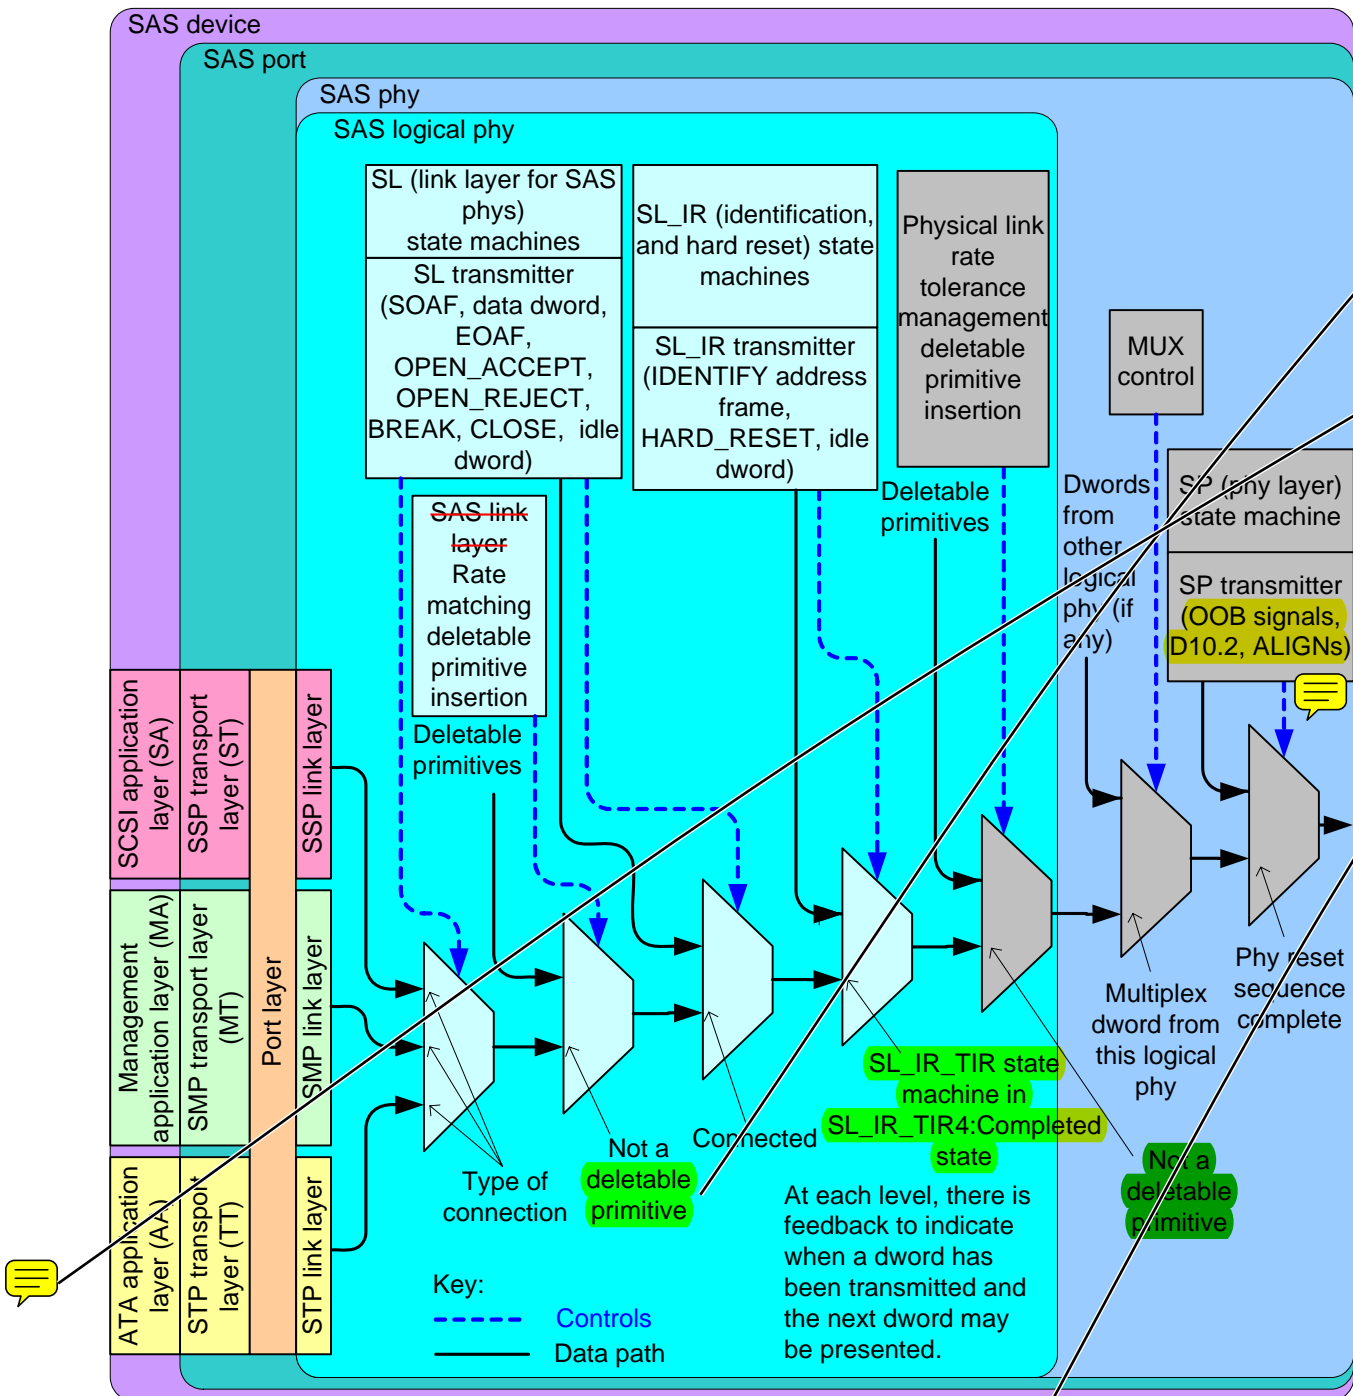 SAS device
SAS port
SAS phy
SAS logical phy
SL (link layer for SAS
phys)
state machines
SL transmitter
(SOAF, data dword,
EOAF,
OPEN_ACCEPT,
OPEN_REJECT,
BREAK, CLOSE, idle
dword)
SL_IR (identification,
and hard reset) state
machines
SL_IR transmitter
(IDENTIFY address
frame,
HARD_RESET, idle
dword)
Physical link
rate
tolerance
management
deletable
primitive
insertion
MUX
control
SP (phy layer)
state machine
SP transmitter
(OOB signals,
D10.2, ALIGNs)
SAS link
layer
Rate
matching
deletable
primitive
insertion
Deletable
primitives
Deletable
primitives
Dwords
from
other
logical
phy (if
any)
SCSI application
layer (SA)
SSP transport
layer (ST)
SSP link layer
Management
application layer (MA)
SMP transport layer
(MT)
Port layer
SMP link layer
ATA application
layer (AA)
STP transport
layer (TT)
STP link layer
Type of
connection
Not a
deletable
primitive
Connected
SL_IR_TIR state
machine in
SL_IR_TIR4:Completed
state
Not a
deletable
primitive
Multiplex
dword from
this logical
phy
Phy reset
sequence
complete
At each level, there is
feedback to indicate
when a dword has
been transmitted and
the next dword may
be presented.
Key:
Controls
Data path